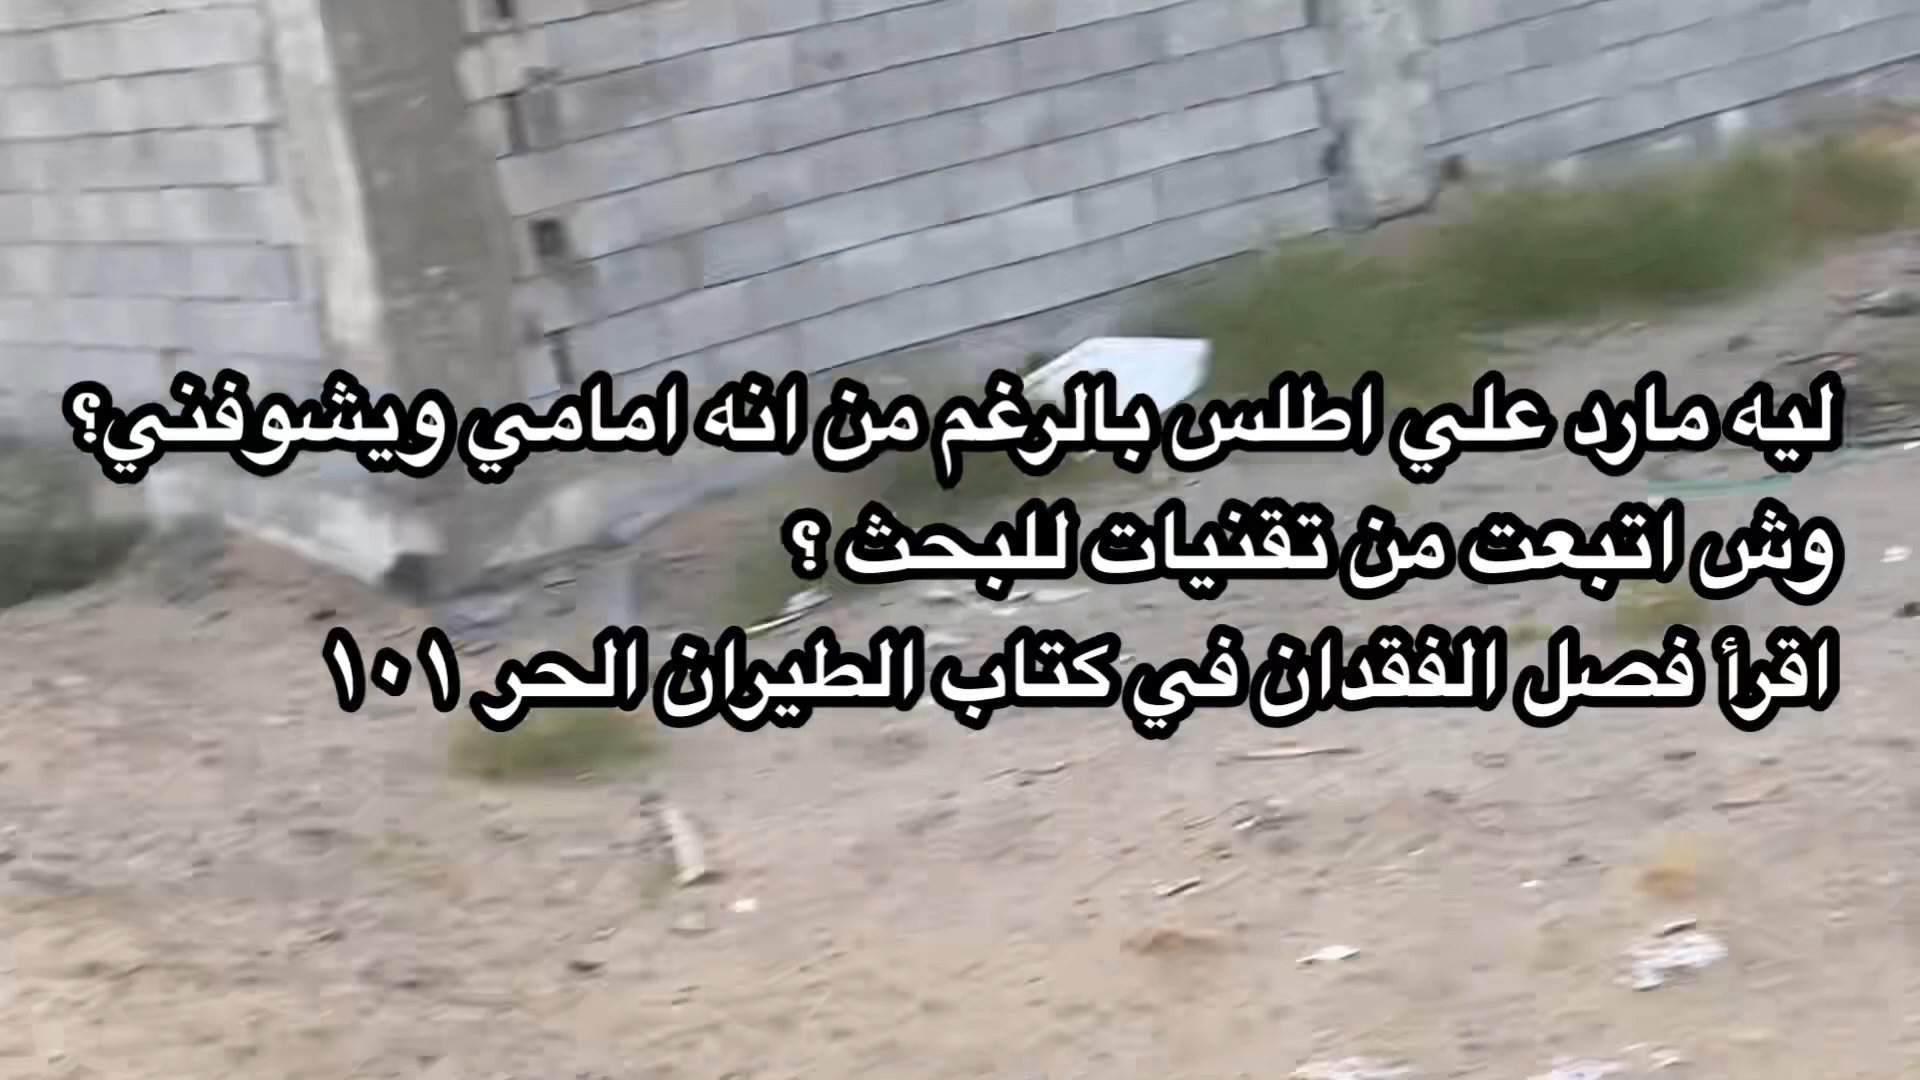 ليه مارد علي اطلس بالرغم من انه امامي ويشوفني؟
وش اتبعت من تقنيات للبحث ؟
اقرأ فصل الفقدان في كتاب الطيران الحر ١٠١